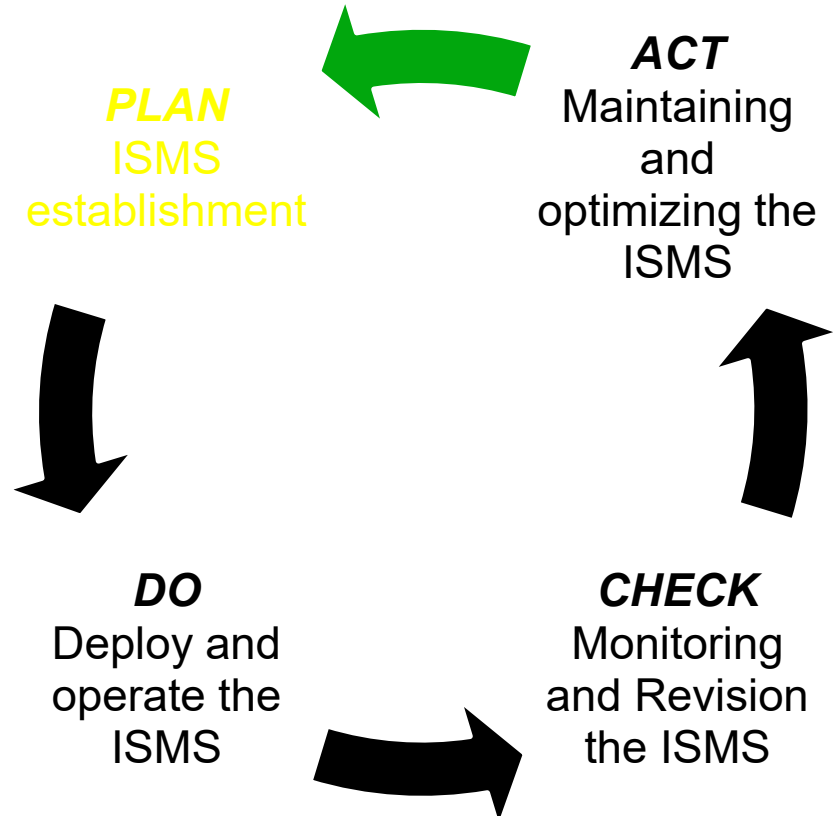 PLAN
ISMS
establishment
ACT
Maintaining
and
optimizing the
ISMS
DO
Deploy and
operate the
ISMS
CHECK
Monitoring
and Revision
the ISMS